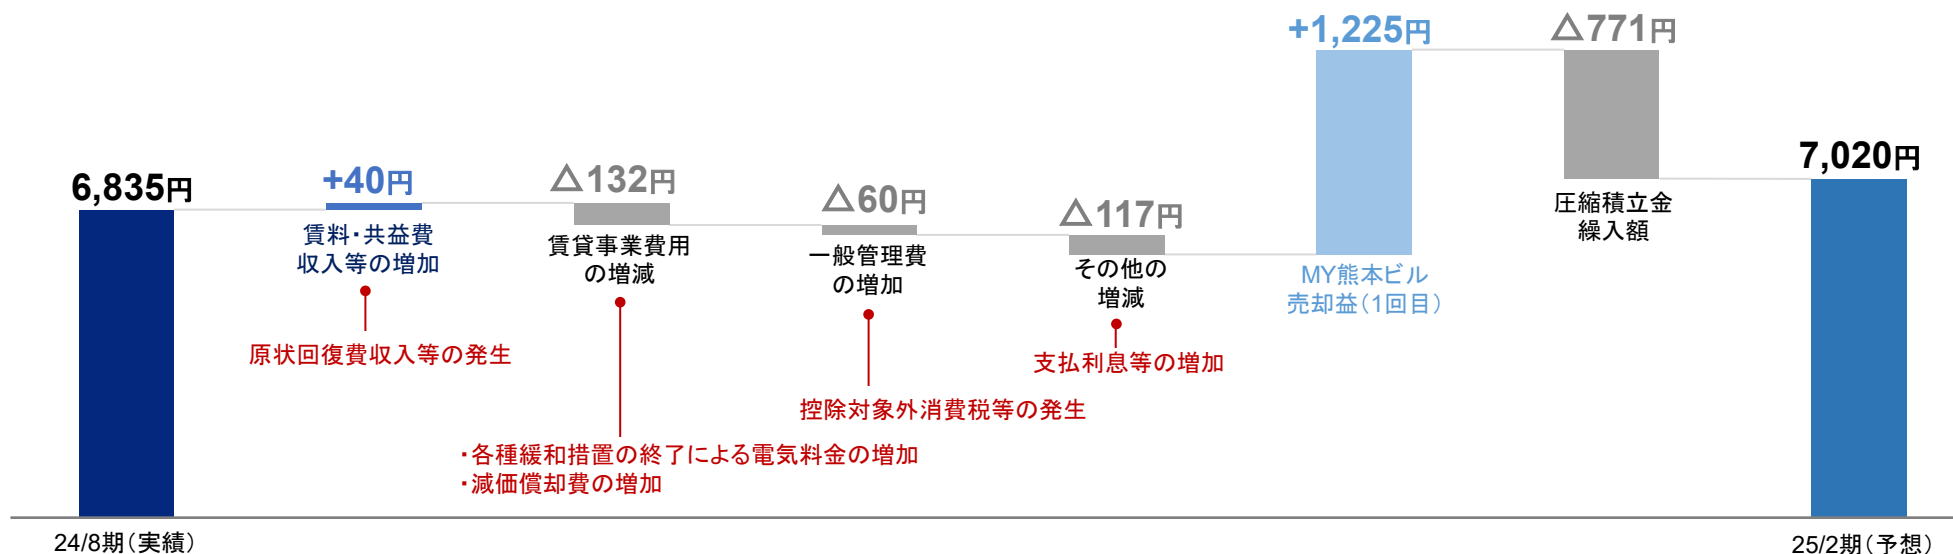 6,835円
24/8期(実績)
+40円
賃料・共益費
収入等の増加
原状回復費収入等の発生
△132円
賃貸事業費用
の増減
・各種緩和措置の終了による電気料金の増加
・減価償却費の増加
△60円
一般管理費
の増加
控除対象外消費税等の発生
△117円
その他の
増減
支払利息等の増加
+1,225円
MY熊本ビル
売却益(1回目)
△771円
圧縮積立金
繰入額
7,020円
25/2期(予想)